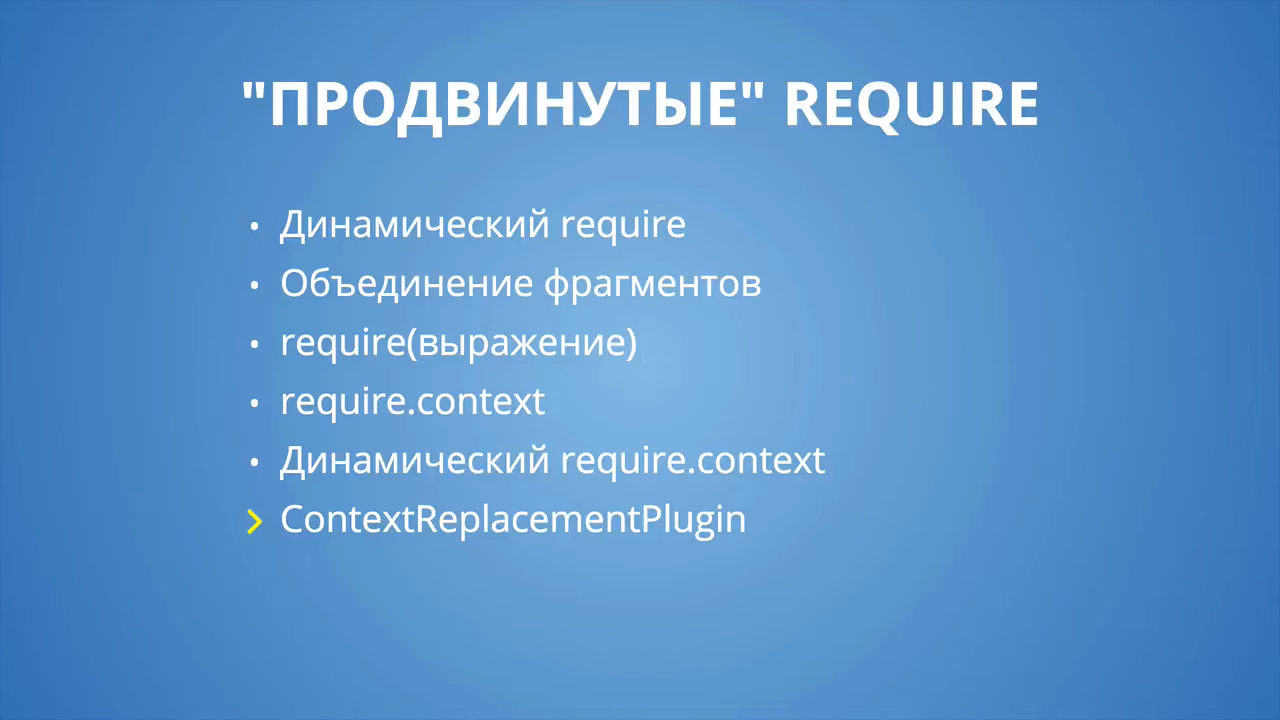 "ПРОДВИНУТЫЕ" REQUIRE
• Динамический require
• Объединение фрагментов
• require(выражение)
• require.context
• Динамический require.context
> ContextReplacementPlugin